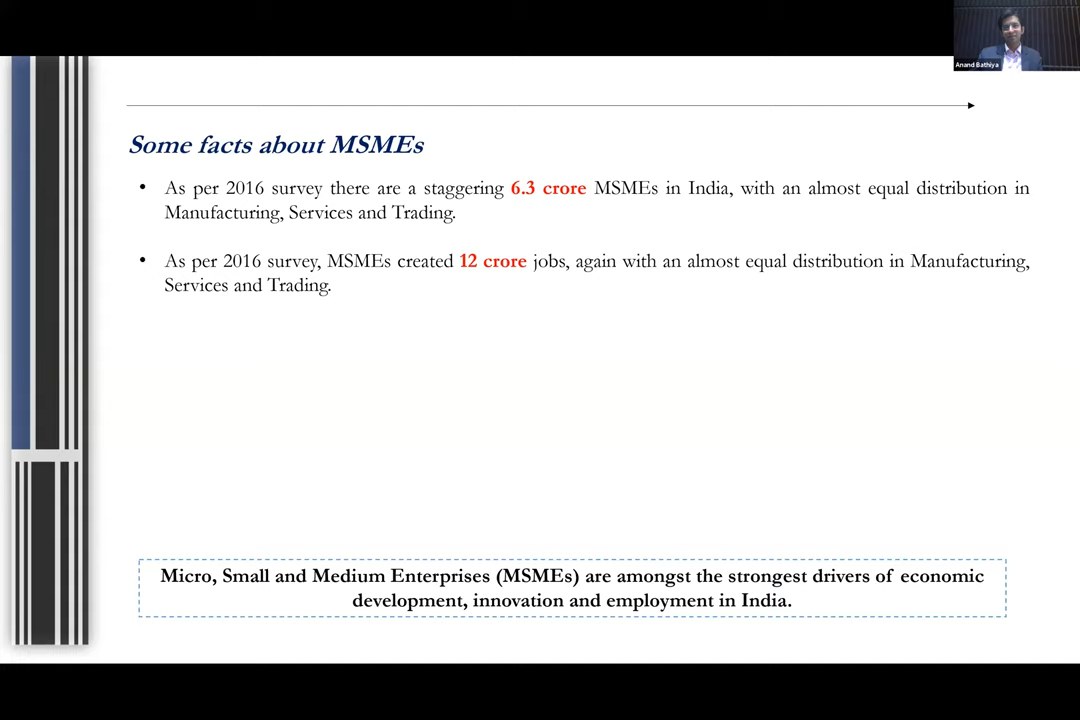 Anand Bathiya
Some facts about MSMEs
• As per 2016 survey there are a staggering 6.3 crore MSMEs in India, with an almost equal distribution in
Manufacturing, Services and Trading.
• As per 2016 survey, MSMEs created 12 crore jobs, again with an almost equal distribution in Manufacturing,
Services and Trading.
Micro, Small and Medium Enterprises (MSMEs) are amongst the strongest drivers of economic
development, innovation and employment in India.